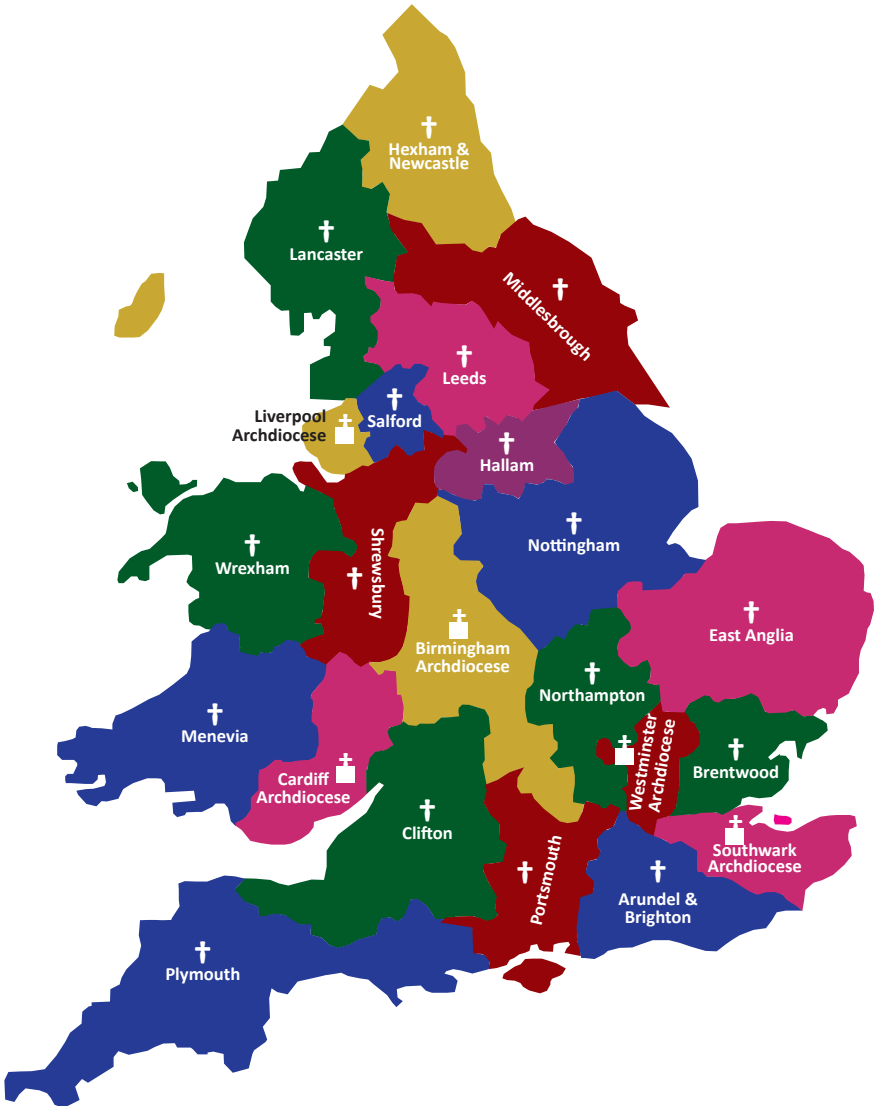 Hexham &
Newcastle
Lancaster
Middlesbrough
Leeds
Liverpool
Archdiocese
Salford
Hallam
Shrewsbury
Nottingham
Wrexham
Birmingham
Archdiocese
East Anglia
Northampton
Menevia
Westminster
Archdiocese
Brentwood
Cardiff
Archdiocese
Clifton
Southwark
Archdiocese
Portsmouth
Arundel &
Brighton
Plymouth